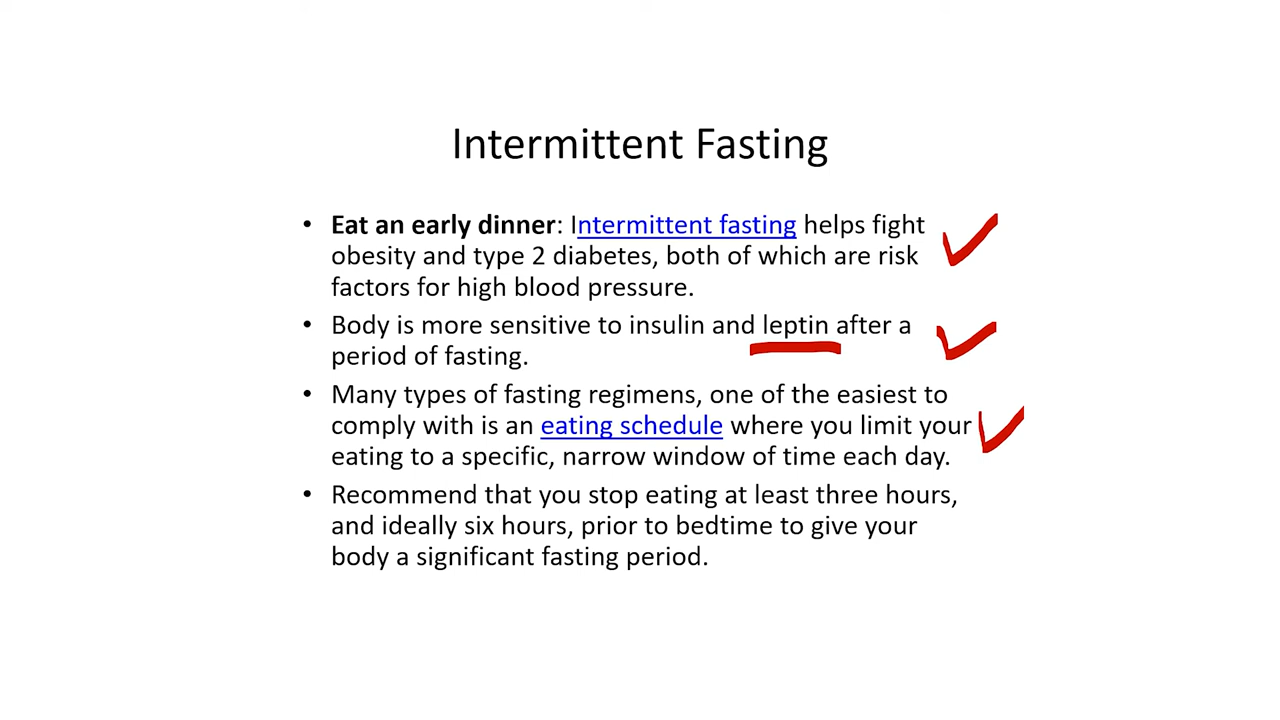 Intermittent Fasting
• Eat an early dinner: Intermittent fasting helps fight
obesity and type 2 diabetes, both of which are risk
factors for high blood pressure.
• Body is more sensitive to insulin and leptin after a
period of fasting.
• Many types of fasting regimens, one of the easiest to
comply with is an eating schedule where you limit your
eating to a specific, narrow window of time each day.
• Recommend that you stop eating at least three hours,
and ideally six hours, prior to bedtime to give your
body a significant fasting period.